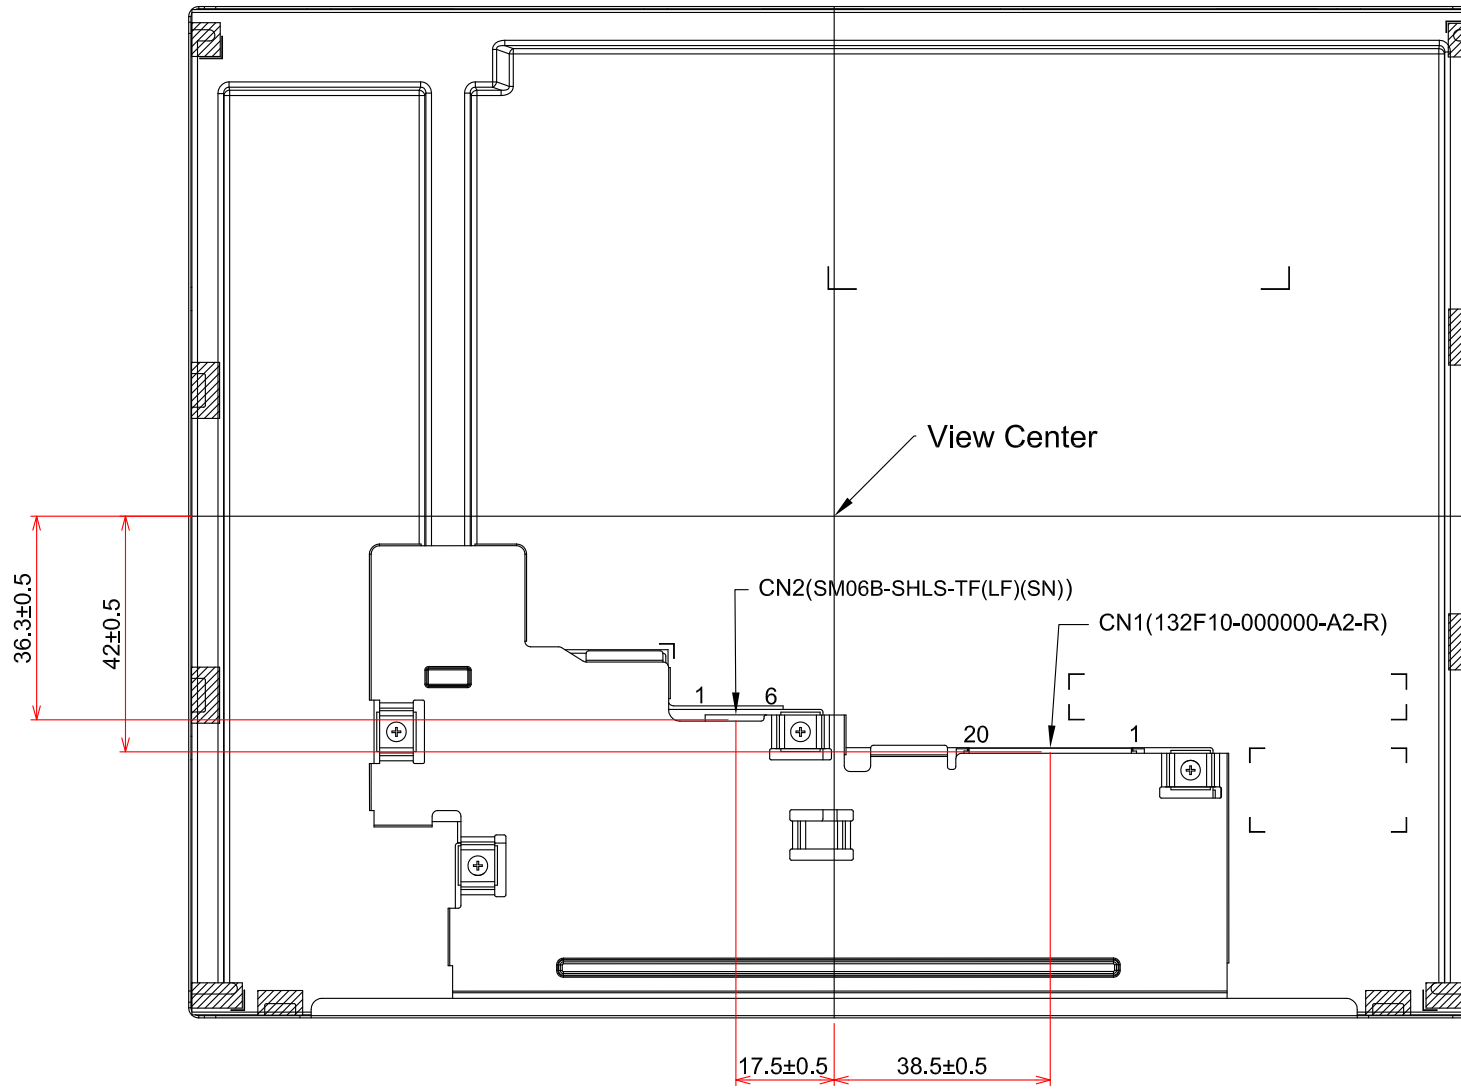 View Center
36.3±0.5
42±0.5
CN2(SM06B-SHLS-TF(LF)(SN))
CN1(132F10-000000-A2-R)
1 6
20 1
17.5±0.5 38.5±0.5